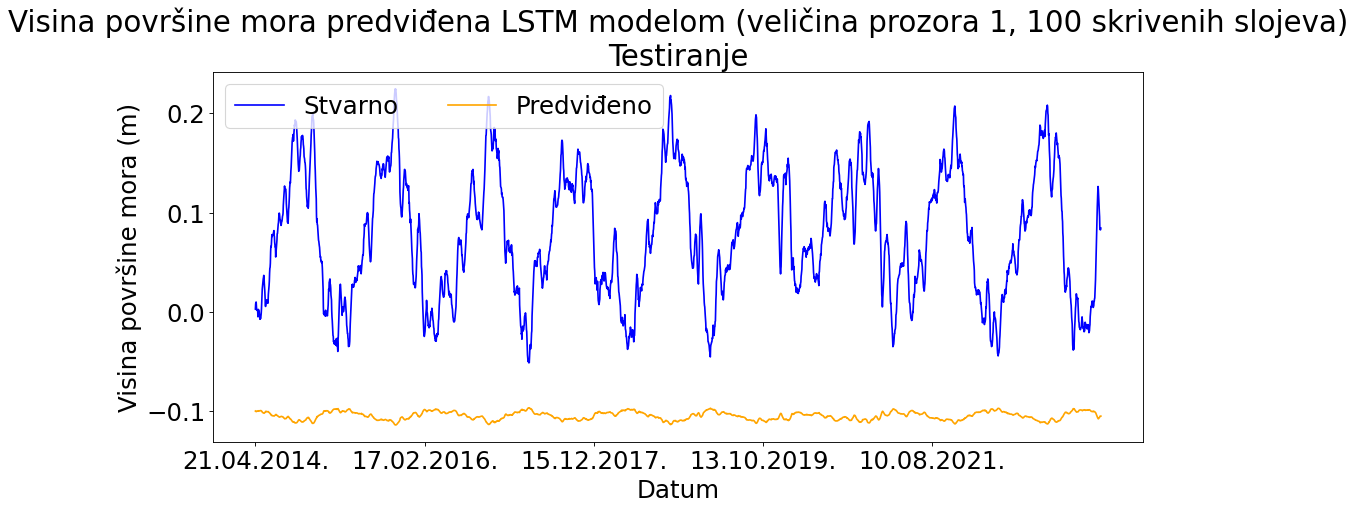 Visina površine mora predviđena LSTM modelom (veličina prozora 1, 100 skrivenih slojeva)
Testiranje
Stvarno
Predviđeno
Visina površine mora (m)
0.2
0.1
0.0
−0.1
21.04.2014.
17.02.2016.
15.12.2017.
13.10.2019.
10.08.2021.
Datum